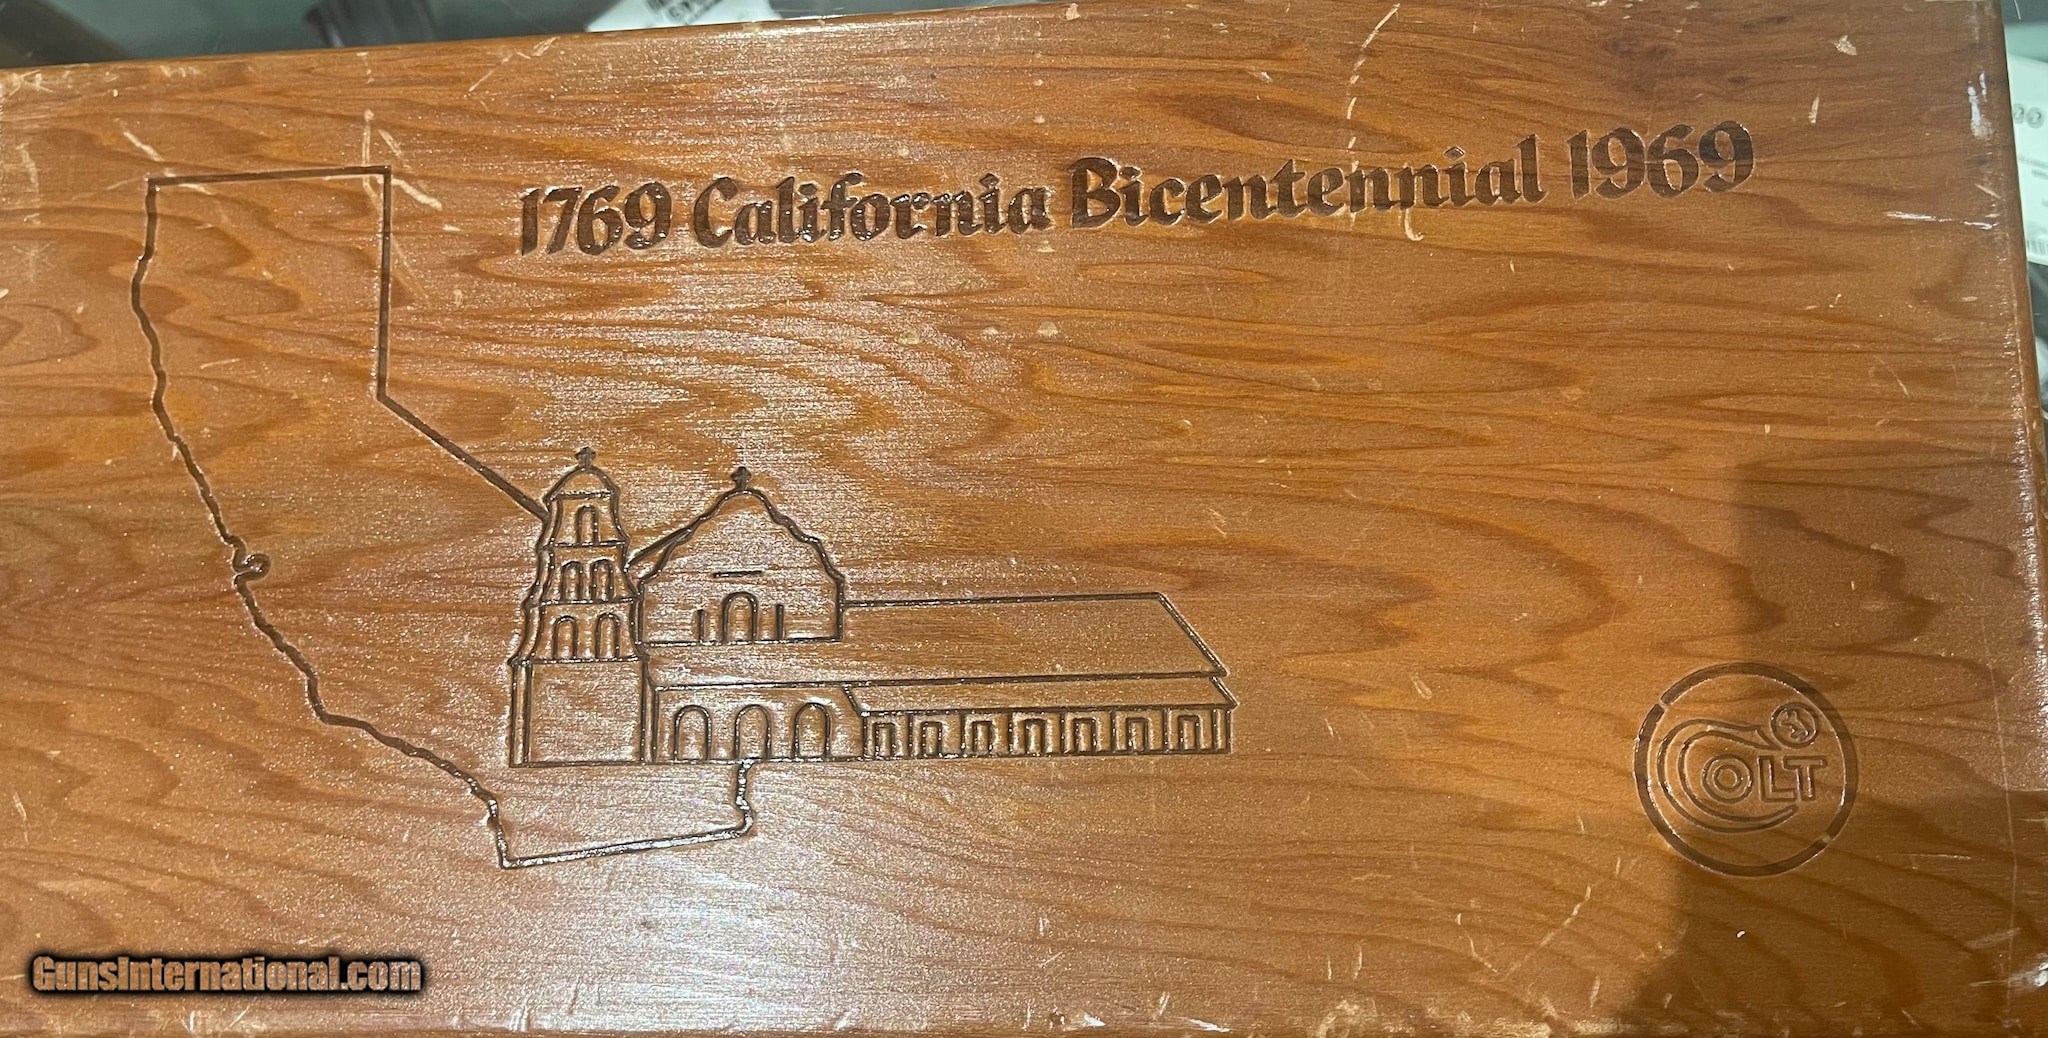 1769 California Bicentennial 1969
COLT
GunsInternational.com